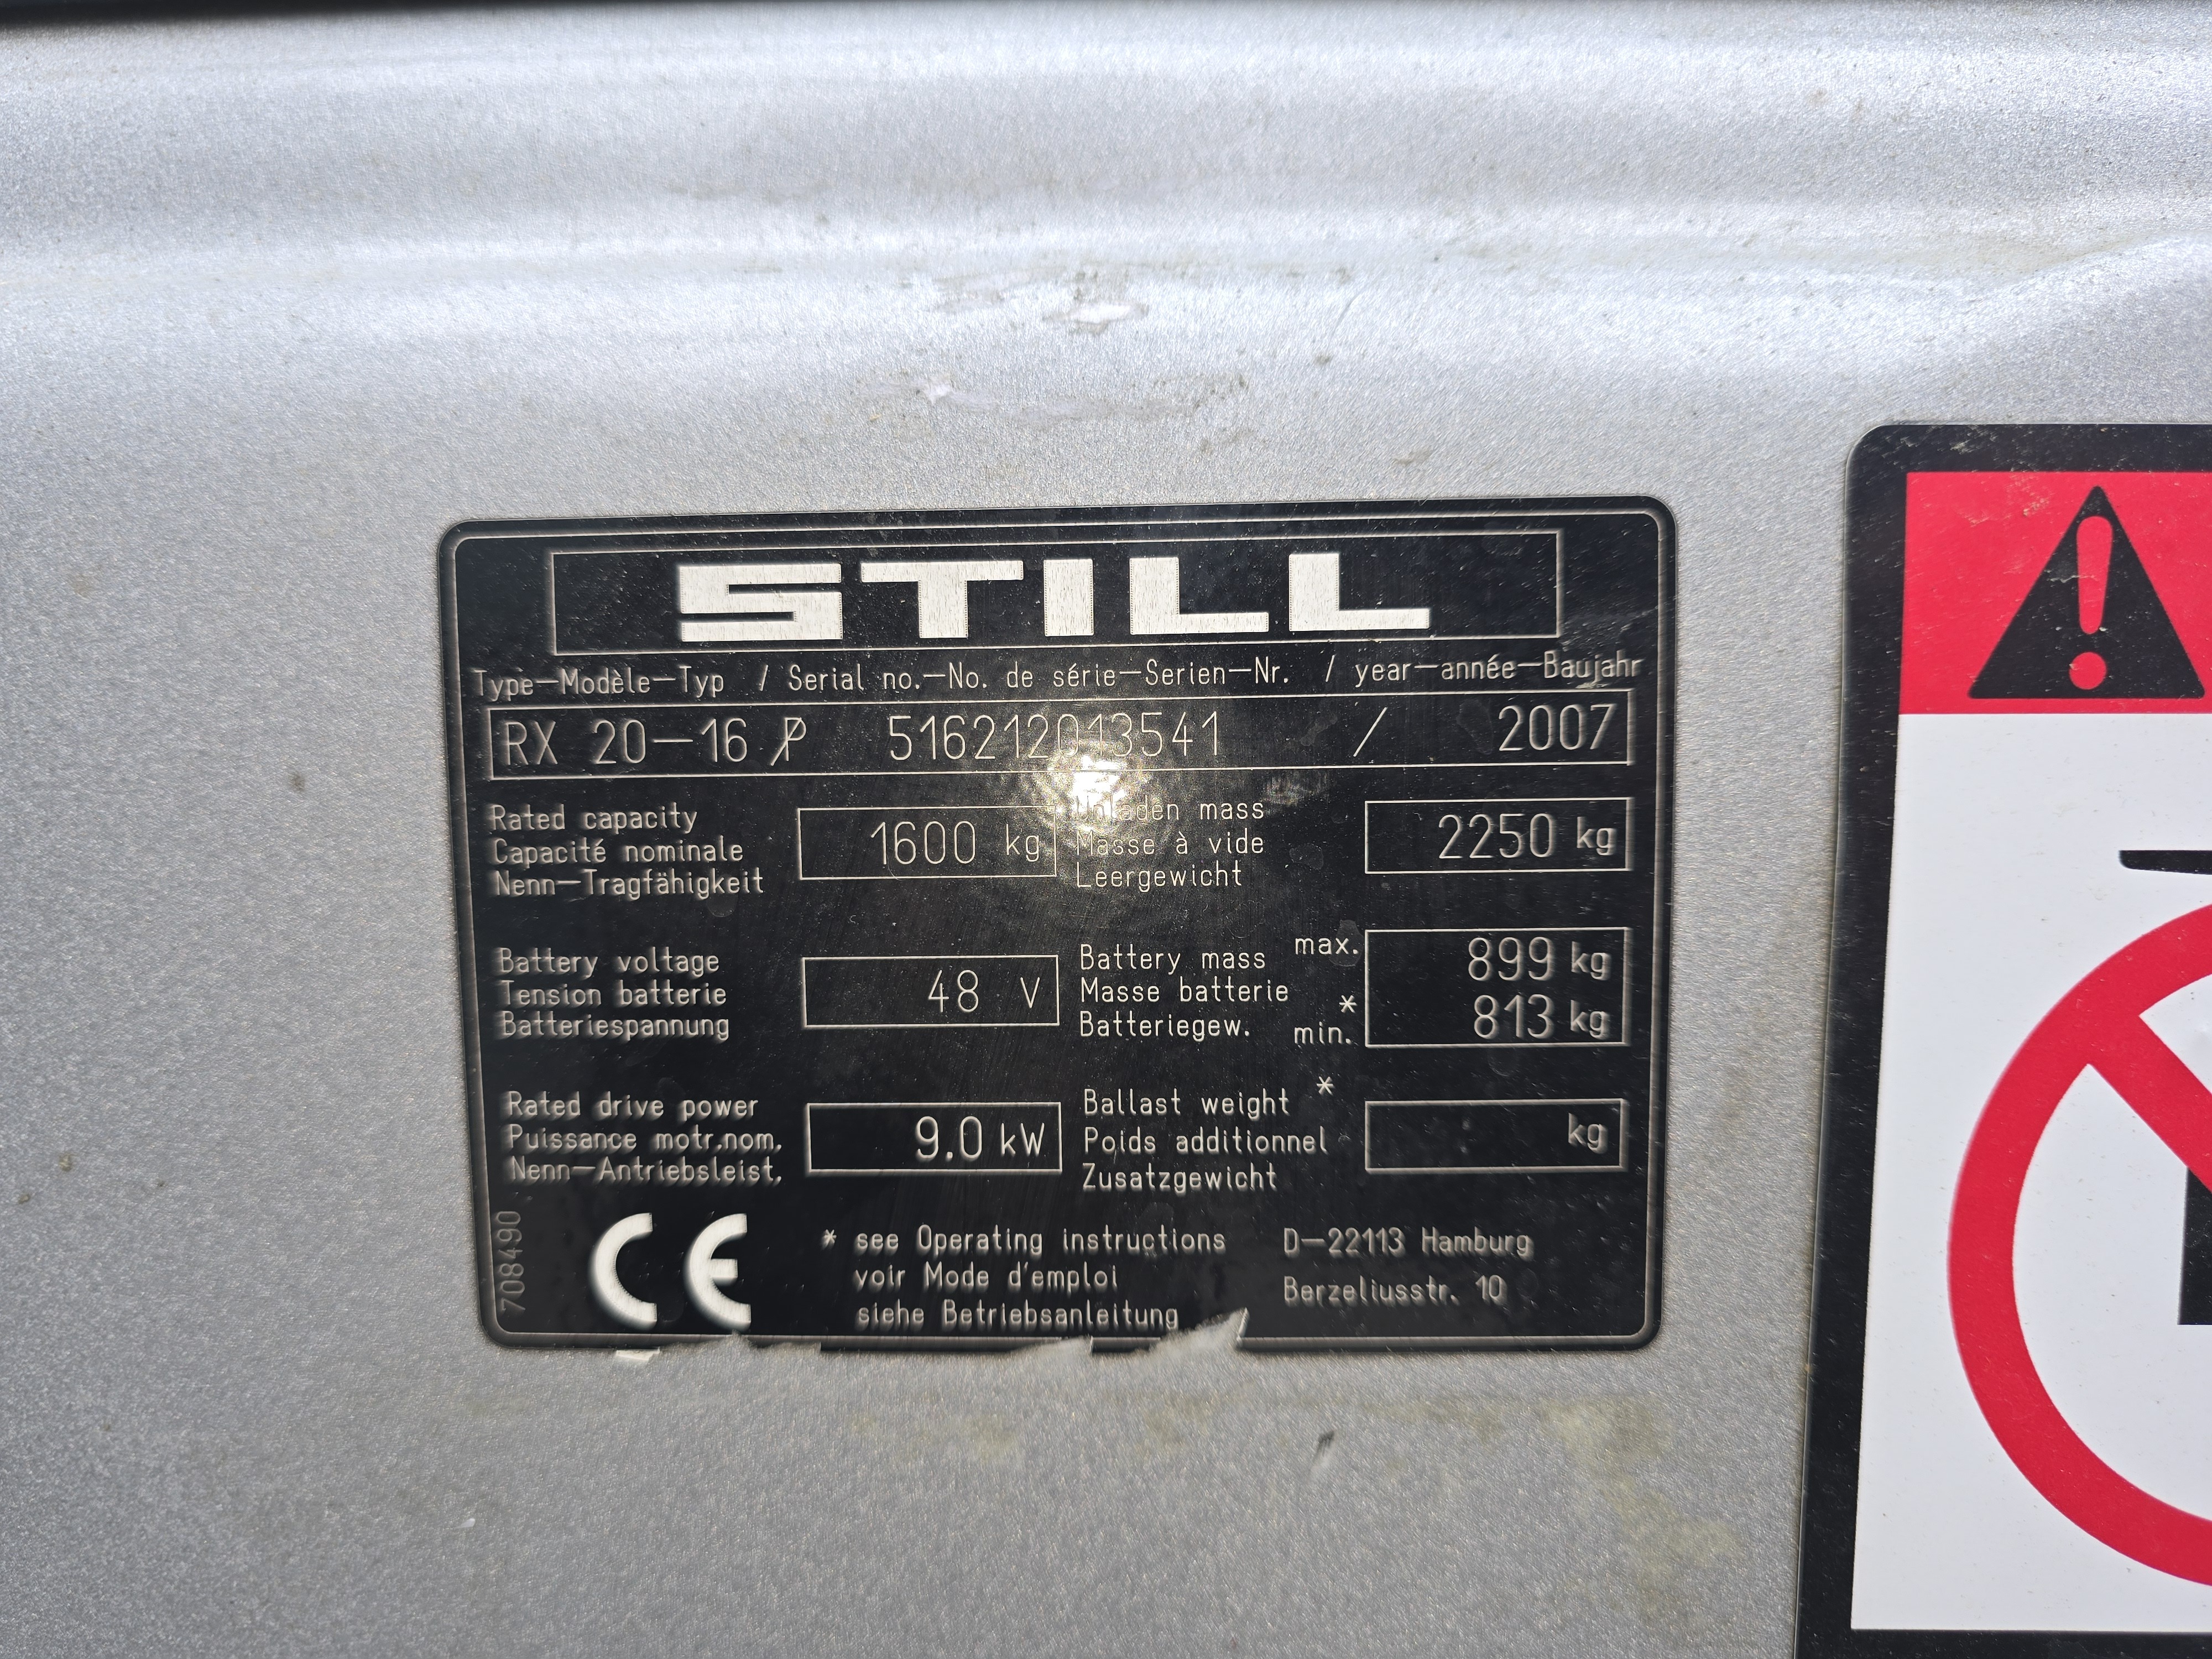 STILL
Type–Modèle–Typ / Serial no.–No. de série–Serien–Nr. / year–année–Baujahr
RX 20–16 P 516212013541 / 2007
Rated capacity
Capacité nominale
Nenn–Tragfähigkeit
1600 kg
Unladen mass
Masse à vide
Leergewicht
2250 kg
Battery voltage
Tension batterie
Batteriespannung
48 V
Battery mass
Masse batterie
Batteriegew.
max. 899 kg
* min. 813 kg
Rated drive power
Puissance motr.nom.
Nenn–Antriebsleist.
9.0 kW
Ballast weight *
Poids additionnel
Zusatzgewicht
kg
708490
CE
* see Operating instructions
voir Mode d'emploi
siehe Betriebsanleitung
D–22113 Hamburg
Berzeliusstr. 10